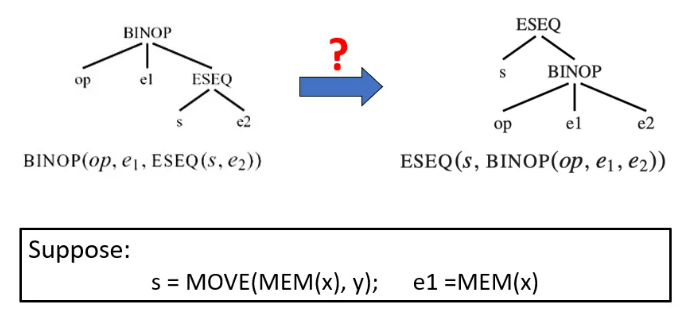 BINOP
op e1 ESEQ
s e2
BINOP(op, e₁, ESEQ(s, e₂))
?
ESEQ
s BINOP
op e1 e2
ESEQ(s, BINOP(op, e₁, e₂))
Suppose:
s = MOVE(MEM(x), y); e1 =MEM(x)